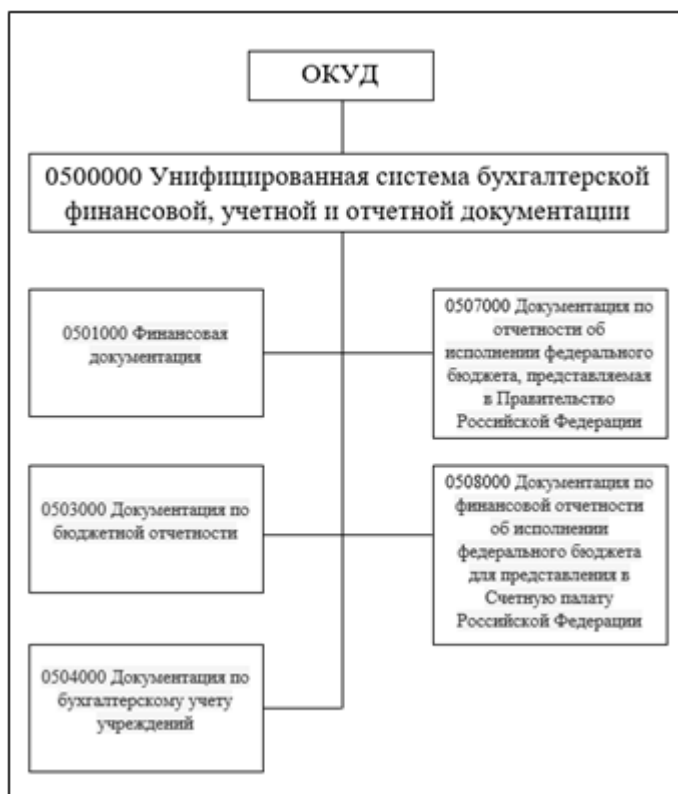 ОКУД
0500000 Унифицированная система бухгалтерской
финансовой, учетной и отчетной документации
0501000 Финансовая
документация
0507000 Документация по
отчетности об
исполнении федерального
бюджета, представляемая
в Правительство
Российской Федерации
0503000 Документация по
бюджетной отчетности
0508000 Документация по
финансовой отчетности
об исполнении
федерального бюджета
для представления в
Счетную палату
Российской Федерации
0504000 Документация по
бухгалтерскому учету
учреждений